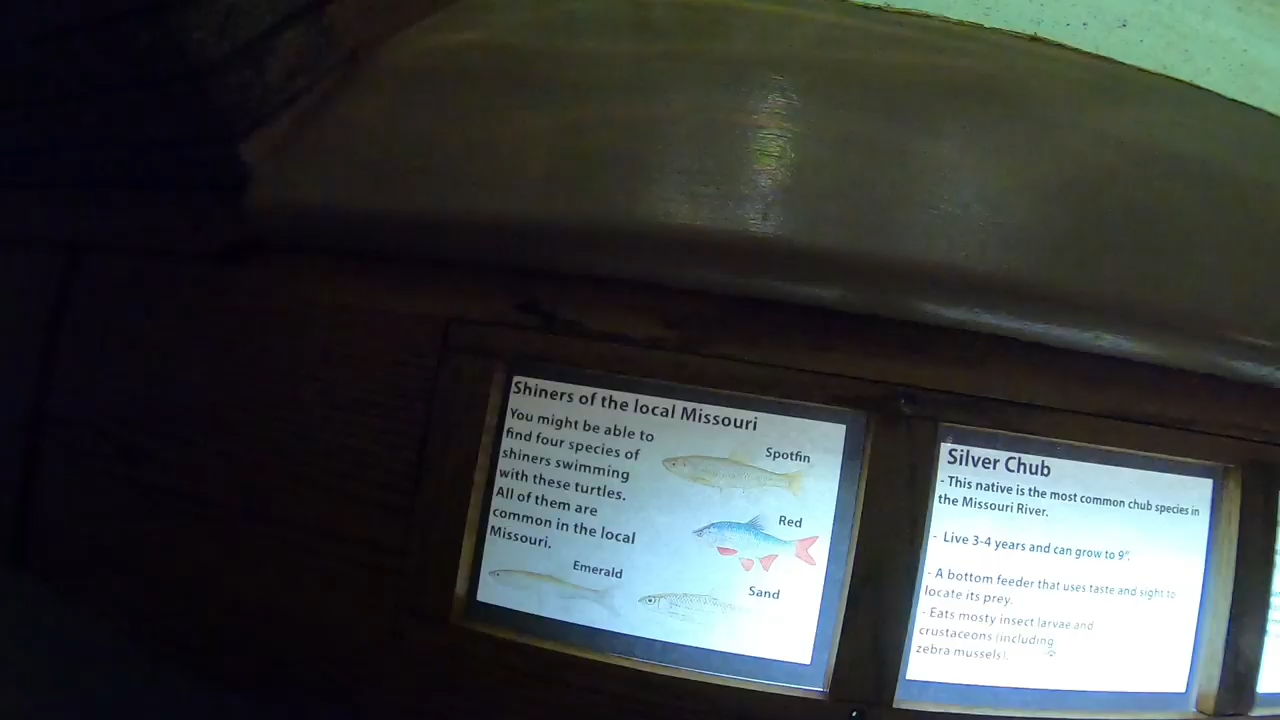 Shiners of the local Missouri
You might be able to
find four species of
shiners swimming
with these turtles.
All of them are
common in the local
Missouri.
Spotfin
Red
Emerald
Sand
Silver Chub
- This native is the most common chub species in
the Missouri River.
- Live 3-4 years and can grow to 9".
- A bottom feeder that uses taste and sight to
locate its prey.
- Eats mosty insect larvae and
crustaceons (including
zebra mussels).